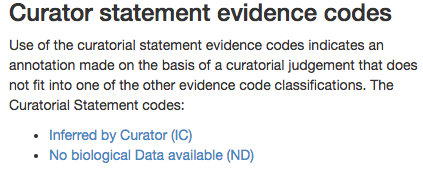 Curator statement evidence codes
Use of the curatorial statement evidence codes indicates an
annotation made on the basis of a curatorial judgement that does
not fit into one of the other evidence code classifications. The
Curatorial Statement codes:
• Inferred by Curator (IC)
• No biological Data available (ND)